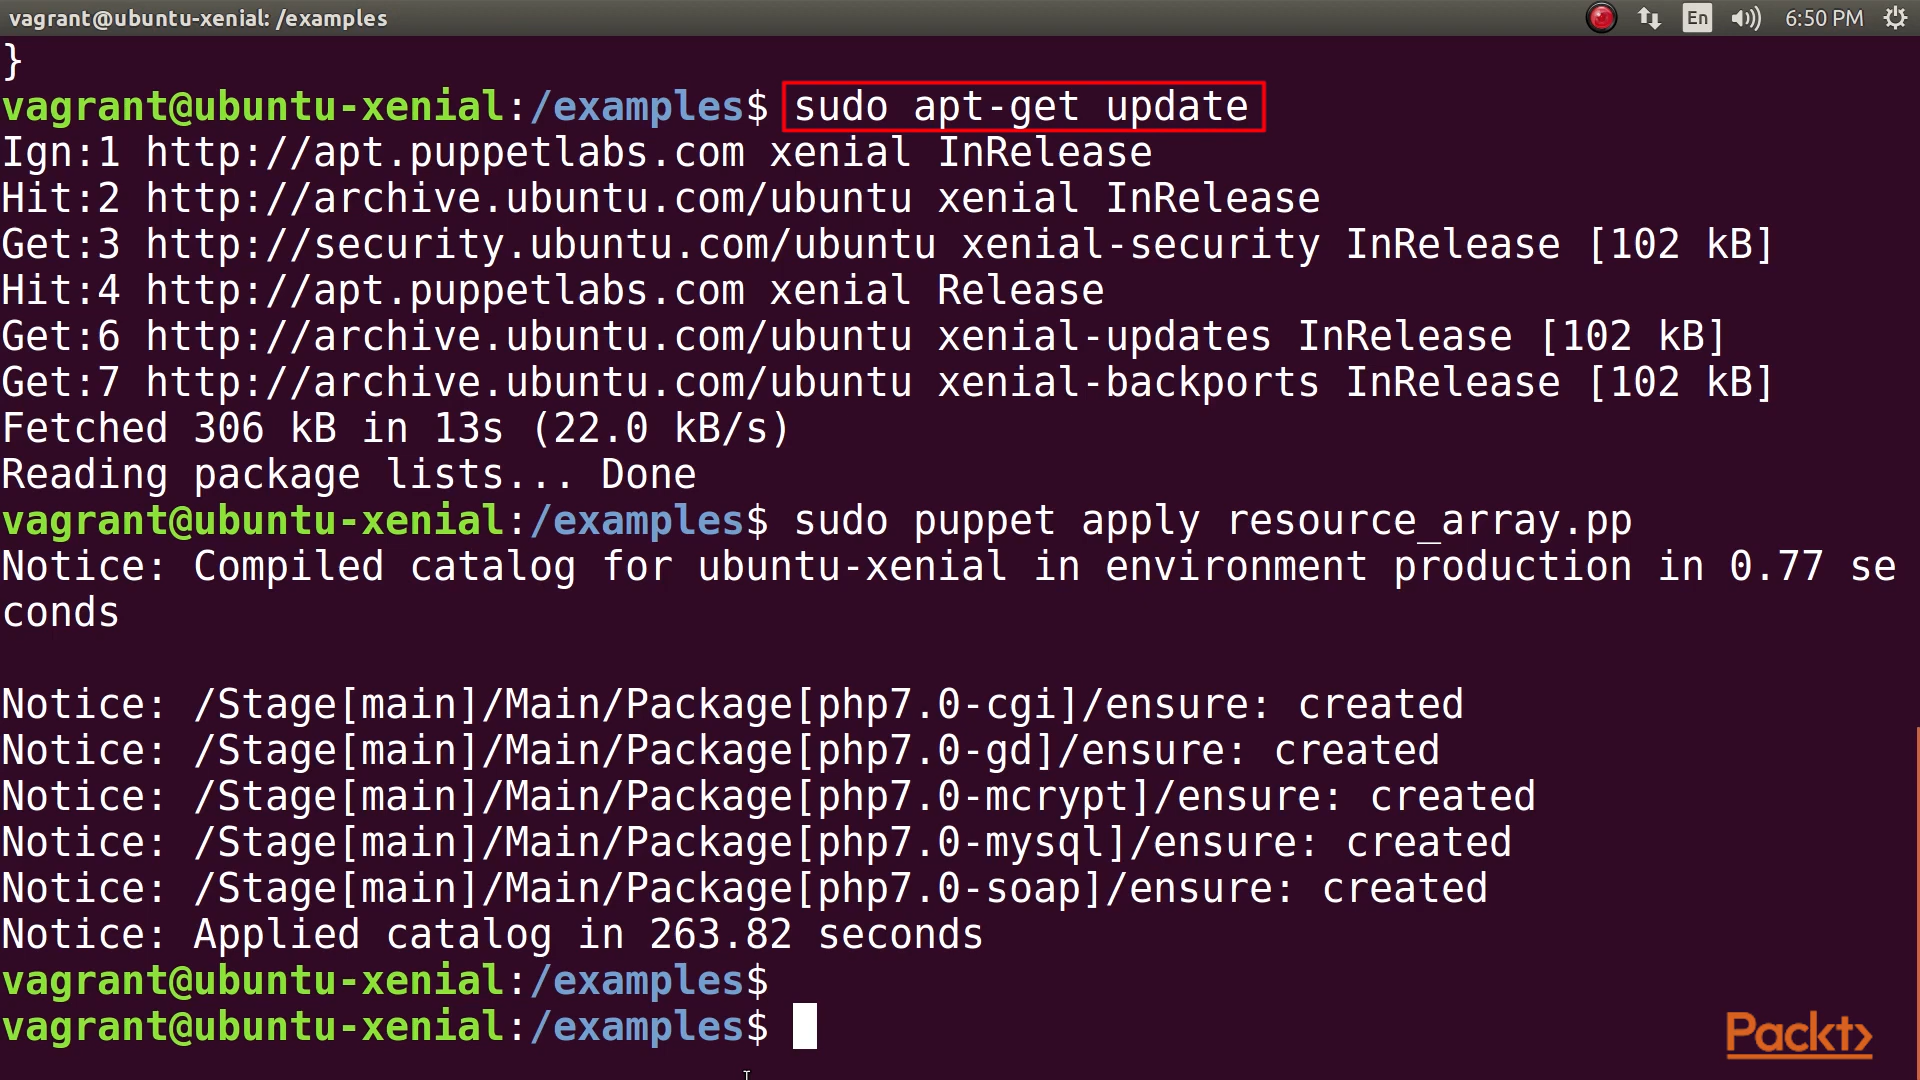 vagrant@ubuntu-xenial: /examples
En
6:50 PM
}
vagrant@ubuntu-xenial:/examples$ sudo apt-get update
Ign:1 http://apt.puppetlabs.com xenial InRelease
Hit:2 http://archive.ubuntu.com/ubuntu xenial InRelease
Get:3 http://security.ubuntu.com/ubuntu xenial-security InRelease [102 kB]
Hit:4 http://apt.puppetlabs.com xenial Release
Get:6 http://archive.ubuntu.com/ubuntu xenial-updates InRelease [102 kB]
Get:7 http://archive.ubuntu.com/ubuntu xenial-backports InRelease [102 kB]
Fetched 306 kB in 13s (22.0 kB/s)
Reading package lists... Done
vagrant@ubuntu-xenial:/examples$ sudo puppet apply resource_array.pp
Notice: Compiled catalog for ubuntu-xenial in environment production in 0.77 se
conds
Notice: /Stage[main]/Main/Package[php7.0-cgi]/ensure: created
Notice: /Stage[main]/Main/Package[php7.0-gd]/ensure: created
Notice: /Stage[main]/Main/Package[php7.0-mcrypt]/ensure: created
Notice: /Stage[main]/Main/Package[php7.0-mysql]/ensure: created
Notice: /Stage[main]/Main/Package[php7.0-soap]/ensure: created
Notice: Applied catalog in 263.82 seconds
vagrant@ubuntu-xenial:/examples$
vagrant@ubuntu-xenial:/examples$
Packt>